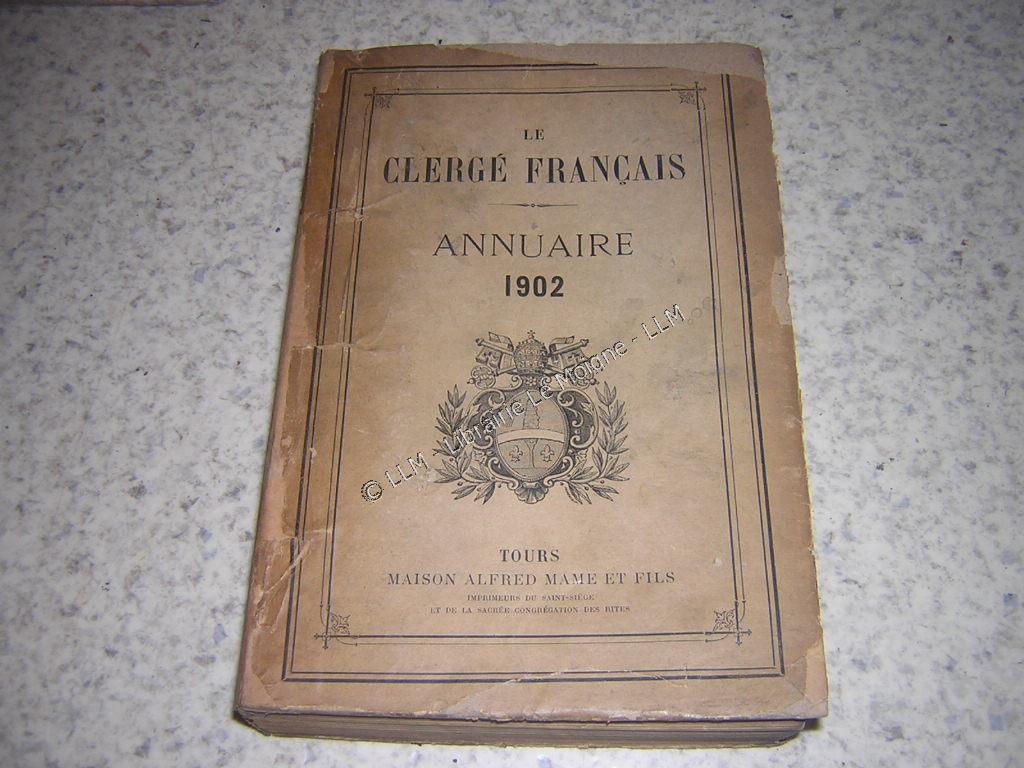 LE
CLERGÉ FRANÇAIS
ANNUAIRE
1902
© LLM - Librairie Le Moigne - LLM
TOURS
MAISON ALFRED MAME ET FILS
IMPRIMEURS DU SAINT-SIÈGE
ET DE LA SACRÉE CONGRÉGATION DES RITES